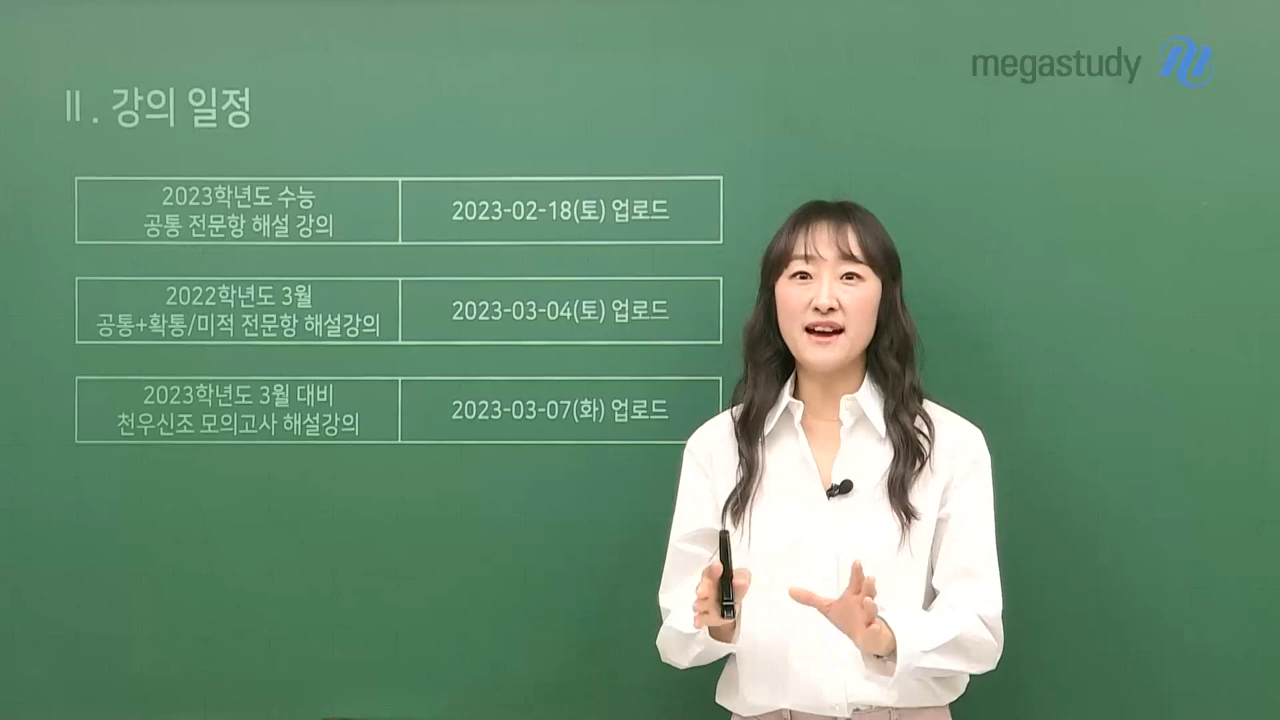 megastudy
Ⅱ. 강의 일정
2023학년도 수능
공통 전문항 해설 강의
2023-02-18(토) 업로드
2022학년도 3월
공통+확통/미적 전문항 해설강의
2023-03-04(토) 업로드
2023학년도 3월 대비
천우신조 모의고사 해설강의
2023-03-07(화) 업로드